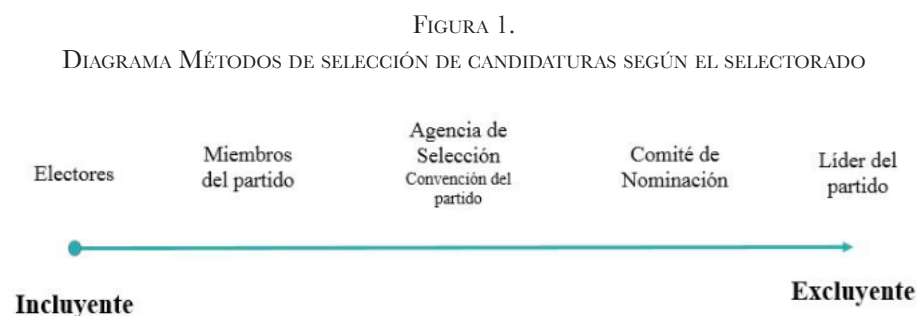 Figura 1.
Diagrama Métodos de selección de candidaturas según el selectorado
Electores
Miembros
del partido
Agencia de
Selección
Convención del
partido
Comité de
Nominación
Líder del
partido
Incluyente
Excluyente